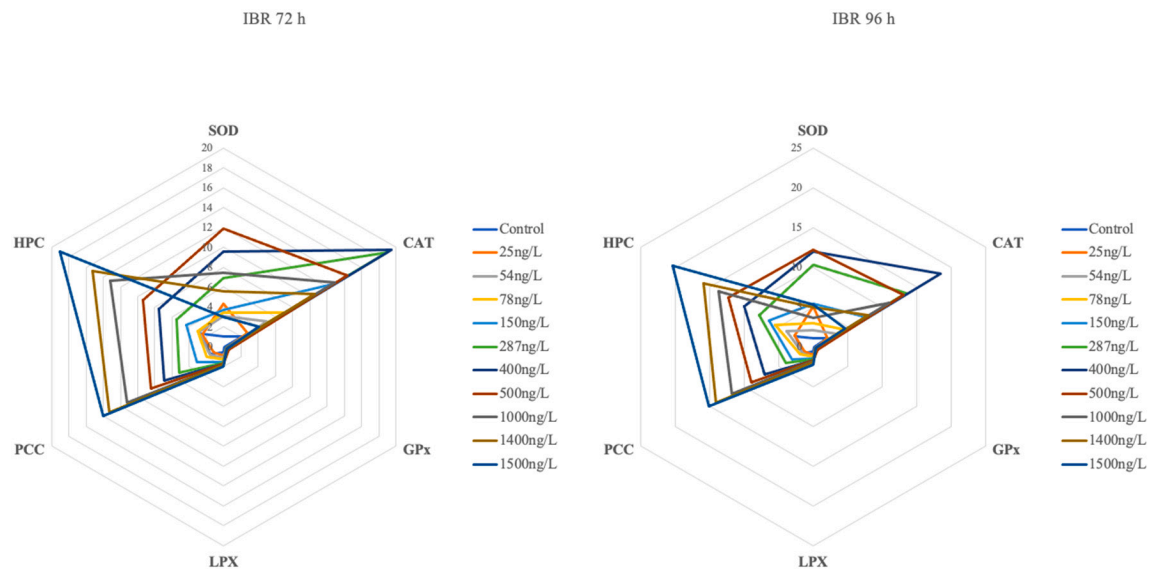 IBR 72 h
IBR 96 h
SOD
20
18
16
14
12
10
8
6
4
2
0
HPC
CAT
PCC
GPx
LPX
Control
25ng/L
54ng/L
78ng/L
150ng/L
287ng/L
400ng/L
500ng/L
1000ng/L
1400ng/L
1500ng/L
SOD
25
20
15
10
HPC
CAT
PCC
GPx
LPX
Control
25ng/L
54ng/L
78ng/L
150ng/L
287ng/L
400ng/L
500ng/L
1000ng/L
1400ng/L
1500ng/L